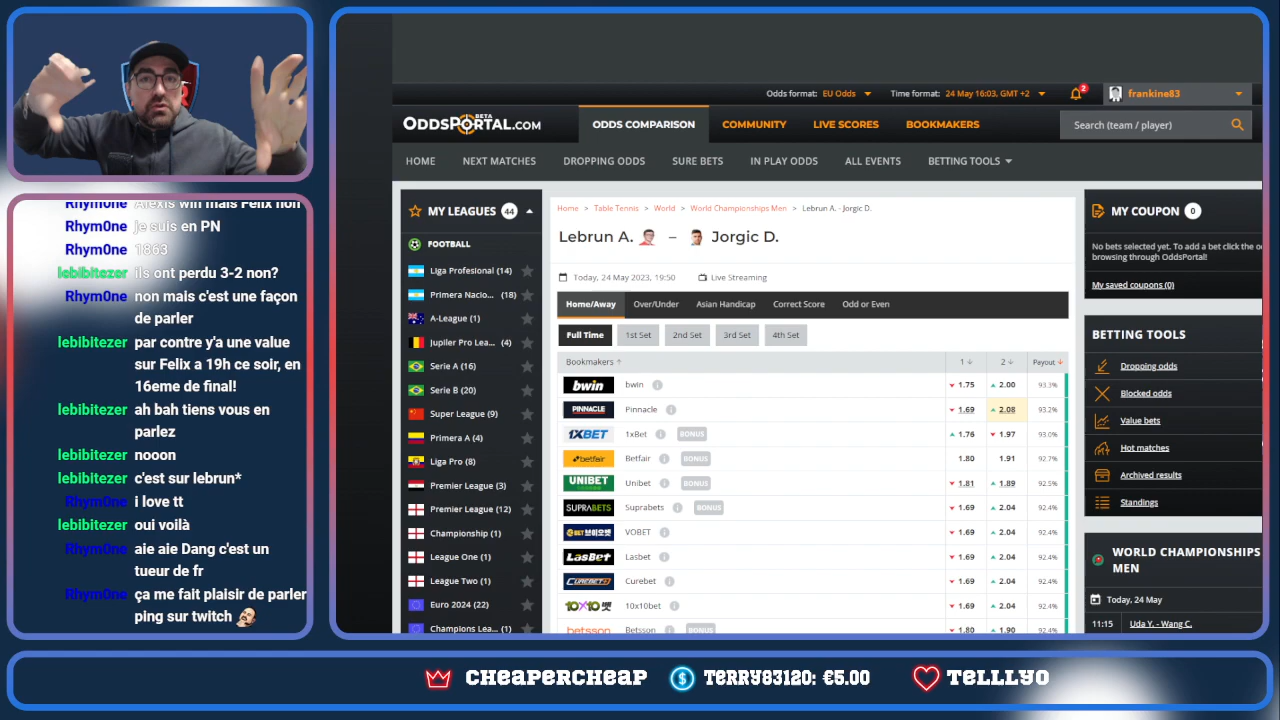 Rhym0ne Alexis win mais Felix non
Rhym0ne je suis en PN
Rhym0ne 1863
lebibitezer ils ont perdu 3-2 non?
Rhym0ne non mais c'est une façon
de parler
lebibitezer par contre y'a une value
sur Felix a 19h ce soir, en
16eme de final!
lebibitezer ah bah tiens vous en
parlez
lebibitezer nooon
lebibitezer c'est sur lebrun*
Rhym0ne i love tt
lebibitezer oui voilà
Rhym0ne aie aie Dang c'est un
tueur de fr
Rhym0ne ça me fait plaisir de parler
ping sur twitch
Odds format: EU Odds Time format: 24 May 16:03, GMT +2 2 frankine83
BETA
ODDSPORTAL.COM ODDS COMPARISON COMMUNITY LIVE SCORES BOOKMAKERS Search (team / player)
HOME NEXT MATCHES DROPPING ODDS SURE BETS IN PLAY ODDS ALL EVENTS BETTING TOOLS
MY LEAGUES 44
FOOTBALL
Liga Profesional (14)
Primera Nacio... (18)
A-League (1)
Jupiler Pro Lea... (4)
Serie A (16)
Serie B (20)
Super League (9)
Primera A (4)
Liga Pro (8)
Premier League (3)
Premier League (12)
Championship (1)
League One (1)
League Two (1)
Euro 2024 (22)
Champions Lea... (1)
Home > Table Tennis > World > World Championships Men > Lebrun A. - Jorgic D.
Lebrun A. – Jorgic D.
Today, 24 May 2023, 19:50 Live Streaming
Home/Away Over/Under Asian Handicap Correct Score Odd or Even
Full Time 1st Set 2nd Set 3rd Set 4th Set
Bookmakers 1 2 Payout
bwin bwin 1.75 2.00 93.3%
PINNACLE Pinnacle 1.69 2.08 93.2%
1XBET 1xBet BONUS 1.76 1.97 93.0%
betfair Betfair BONUS 1.80 1.91 92.7%
UNIBET Unibet BONUS 1.81 1.89 92.5%
SUPRABETS Suprabets BONUS 1.69 2.04 92.4%
VOBET 1.69 2.04 92.4%
LASBET Lasbet 1.69 2.04 92.4%
CUREBET Curebet 1.69 2.04 92.4%
10X10 벳 10x10bet 1.69 2.04 92.4%
betsson Betsson BONUS 1.80 1.90 92.4%
MY COUPON 0
No bets selected yet. To add a bet click the o
browsing through OddsPortal!
My saved coupons (0)
BETTING TOOLS
Dropping odds
Blocked odds
Value bets
Hot matches
Archived results
Standings
WORLD CHAMPIONSHIPS
MEN
Today, 24 May
11:15 Uda Y. - Wang C.
CHEAPERCHEAP TERRY83120: €5.00 TELLLYO